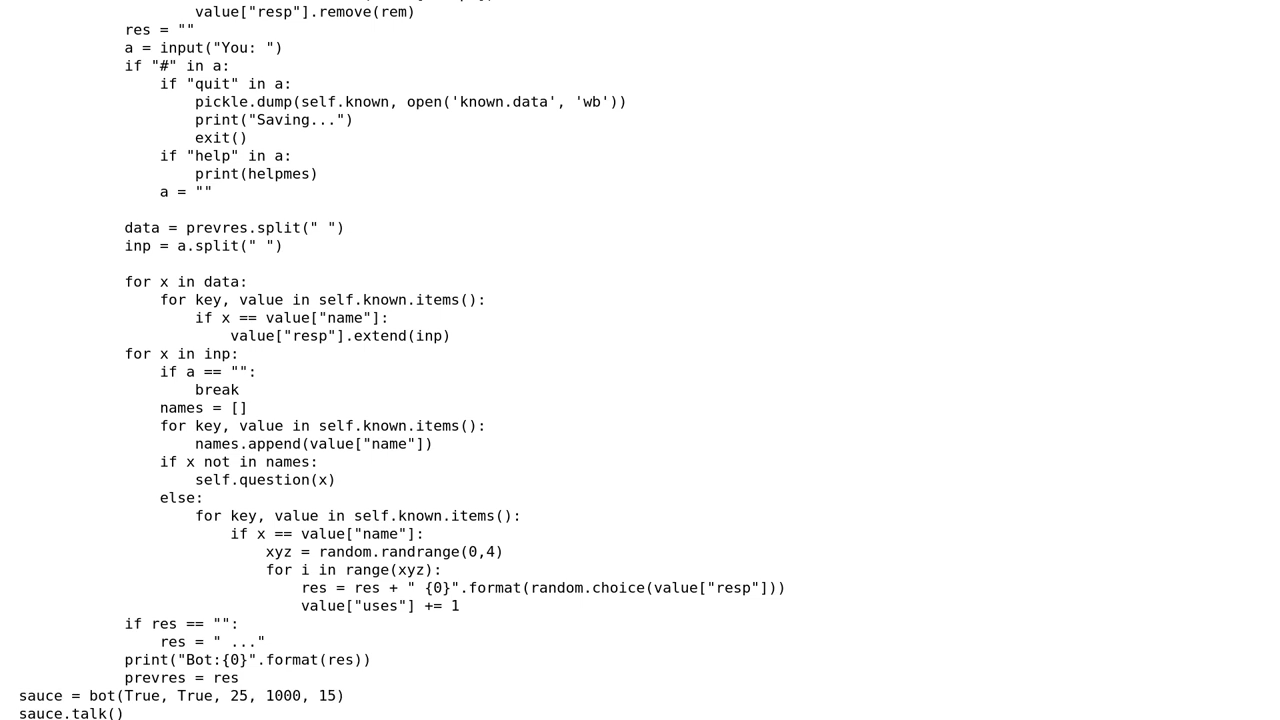 value["resp"].remove(rem)
res = ""
a = input("You: ")
if "#" in a:
if "quit" in a:
pickle.dump(self.known, open('known.data', 'wb'))
print("Saving...")
exit()
if "help" in a:
print(helpmes)
a = ""
data = prevres.split(" ")
inp = a.split(" ")
for x in data:
for key, value in self.known.items():
if x == value["name"]:
value["resp"].extend(inp)
for x in inp:
if a == "":
break
names = []
for key, value in self.known.items():
names.append(value["name"])
if x not in names:
self.question(x)
else:
for key, value in self.known.items():
if x == value["name"]:
xyz = random.randrange(0,4)
for i in range(xyz):
res = res + " {0}".format(random.choice(value["resp"]))
value["uses"] += 1
if res == "":
res = " ..."
print("Bot:{0}".format(res))
prevres = res
sauce = bot(True, True, 25, 1000, 15)
sauce.talk()